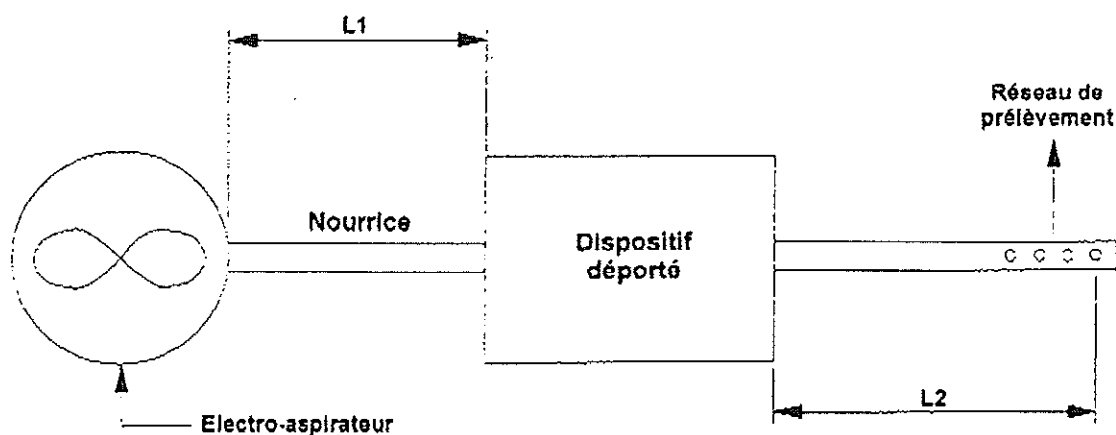 L1
Réseau de
prélèvement
Nourrice
Dispositif
déporté
L2
Electro-aspirateur